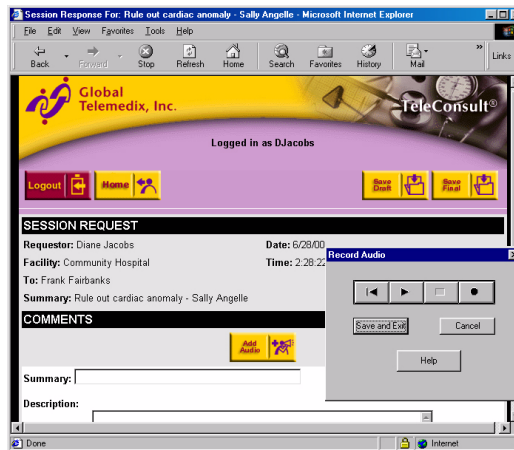 Session Response For: Rule out cardiac anomaly - Sally Angelle - Microsoft Internet Explorer
File Edit View Favorites Tools Help
Back Forward Stop Refresh Home Search Favorites History Mail » Links
Global
Telemedix, Inc.
TeleConsult®
Logged in as DJacobs
Logout Home Save Draft Save Final
SESSION REQUEST
Requestor: Diane Jacobs Date: 6/28/00
Facility: Community Hospital Time: 2:28:22
To: Frank Fairbanks
Summary: Rule out cardiac anomaly - Sally Angelle
COMMENTS
Add Audio
Summary:
Description:
Record Audio
Save and Exit Cancel
Help
Done Internet